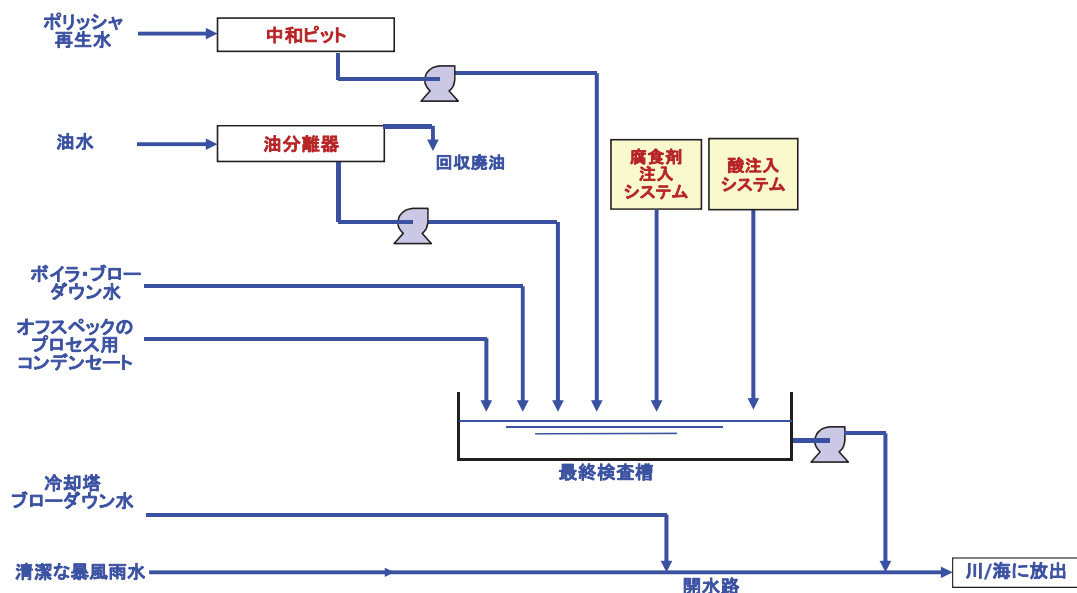 ポリッシャ
再生水
中和ピット
油水
油分離器
回収廃油
腐食剤
注入
システム
酸注入
システム
ボイラ・ブロー
ダウン水
オフスペックの
プロセス用
コンデンセート
最終検査槽
冷却塔
ブローダウン水
清潔な暴風雨水
開水路
川/海に放出